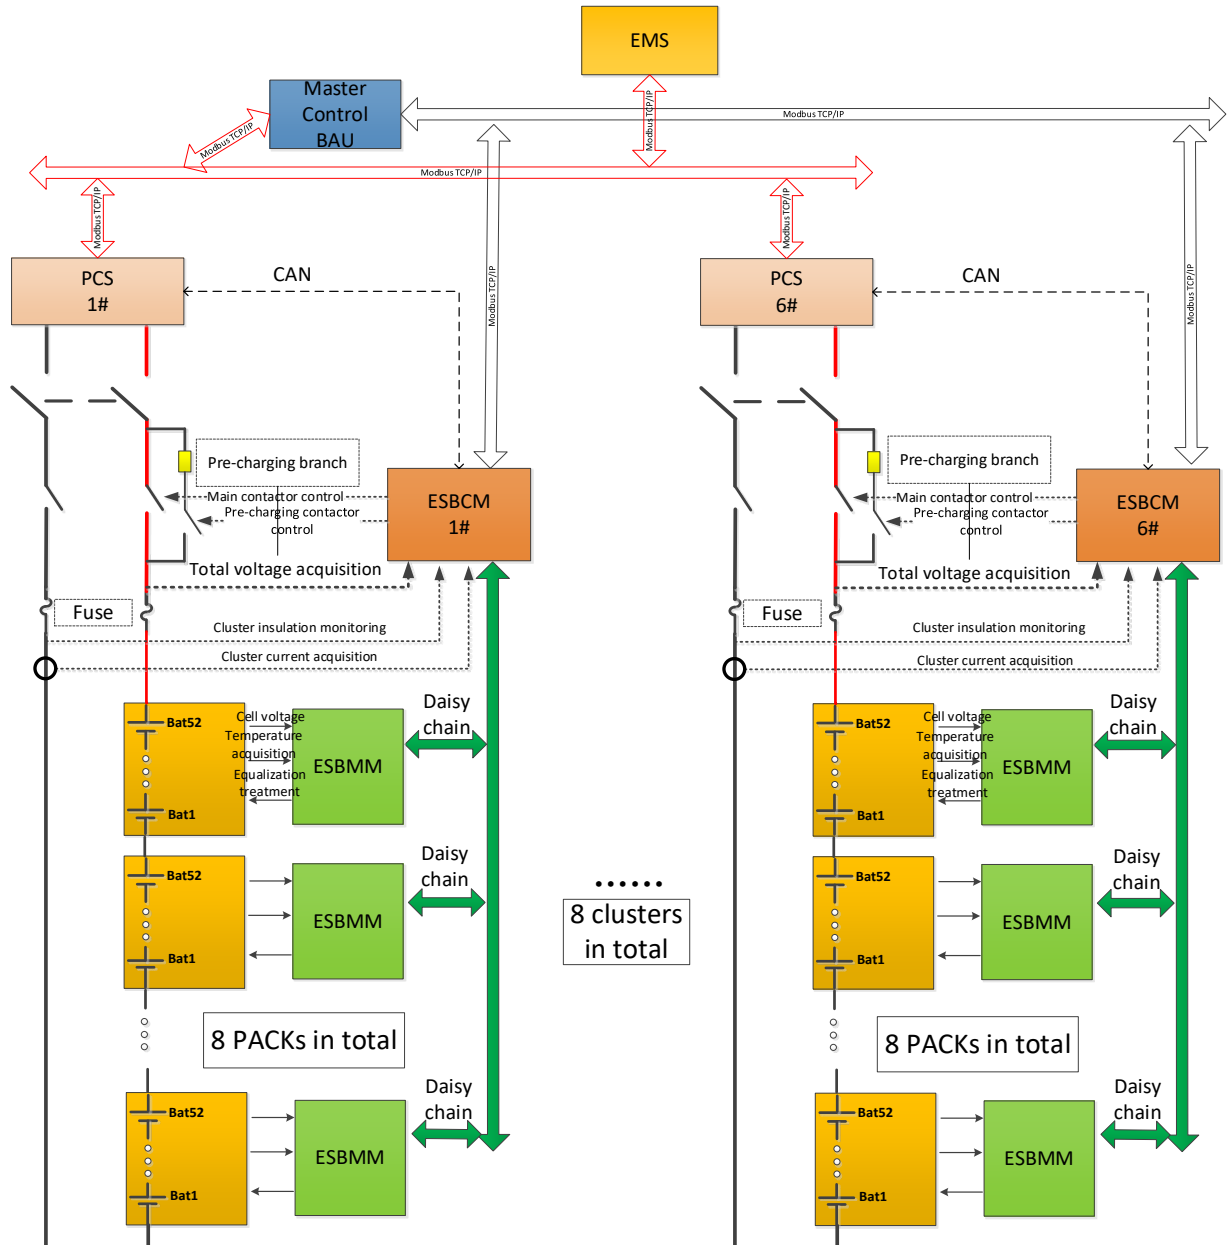 EMS
Master
Control
BAU
Modbus TCP/IP
Modbus TCP/IP
Modbus TCP/IP
Modbus TCP/IP
Modbus TCP/IP
Modbus TCP/IP
Modbus TCP/IP
Modbus TCP/IP
PCS
1#
CAN
Pre-charging branch
Main contactor control
Pre-charging contactor
control
ESBCM
1#
Total voltage acquisition
Fuse
Cluster insulation monitoring
Cluster current acquisition
Bat52
Bat1
Cell voltage
Temperature
acquisition
Equalization
treatment
ESBMM
Daisy
chain
Bat52
Bat1
ESBMM
Daisy
chain
8 PACKs in total
Bat52
Bat1
ESBMM
Daisy
chain
......
8 clusters
in total
PCS
6#
CAN
Pre-charging branch
Main contactor control
Pre-charging contactor
control
ESBCM
6#
Total voltage acquisition
Fuse
Cluster insulation monitoring
Cluster current acquisition
Bat52
Bat1
Cell voltage
Temperature
acquisition
Equalization
treatment
ESBMM
Daisy
chain
Bat52
Bat1
ESBMM
Daisy
chain
8 PACKs in total
Bat52
Bat1
ESBMM
Daisy
chain